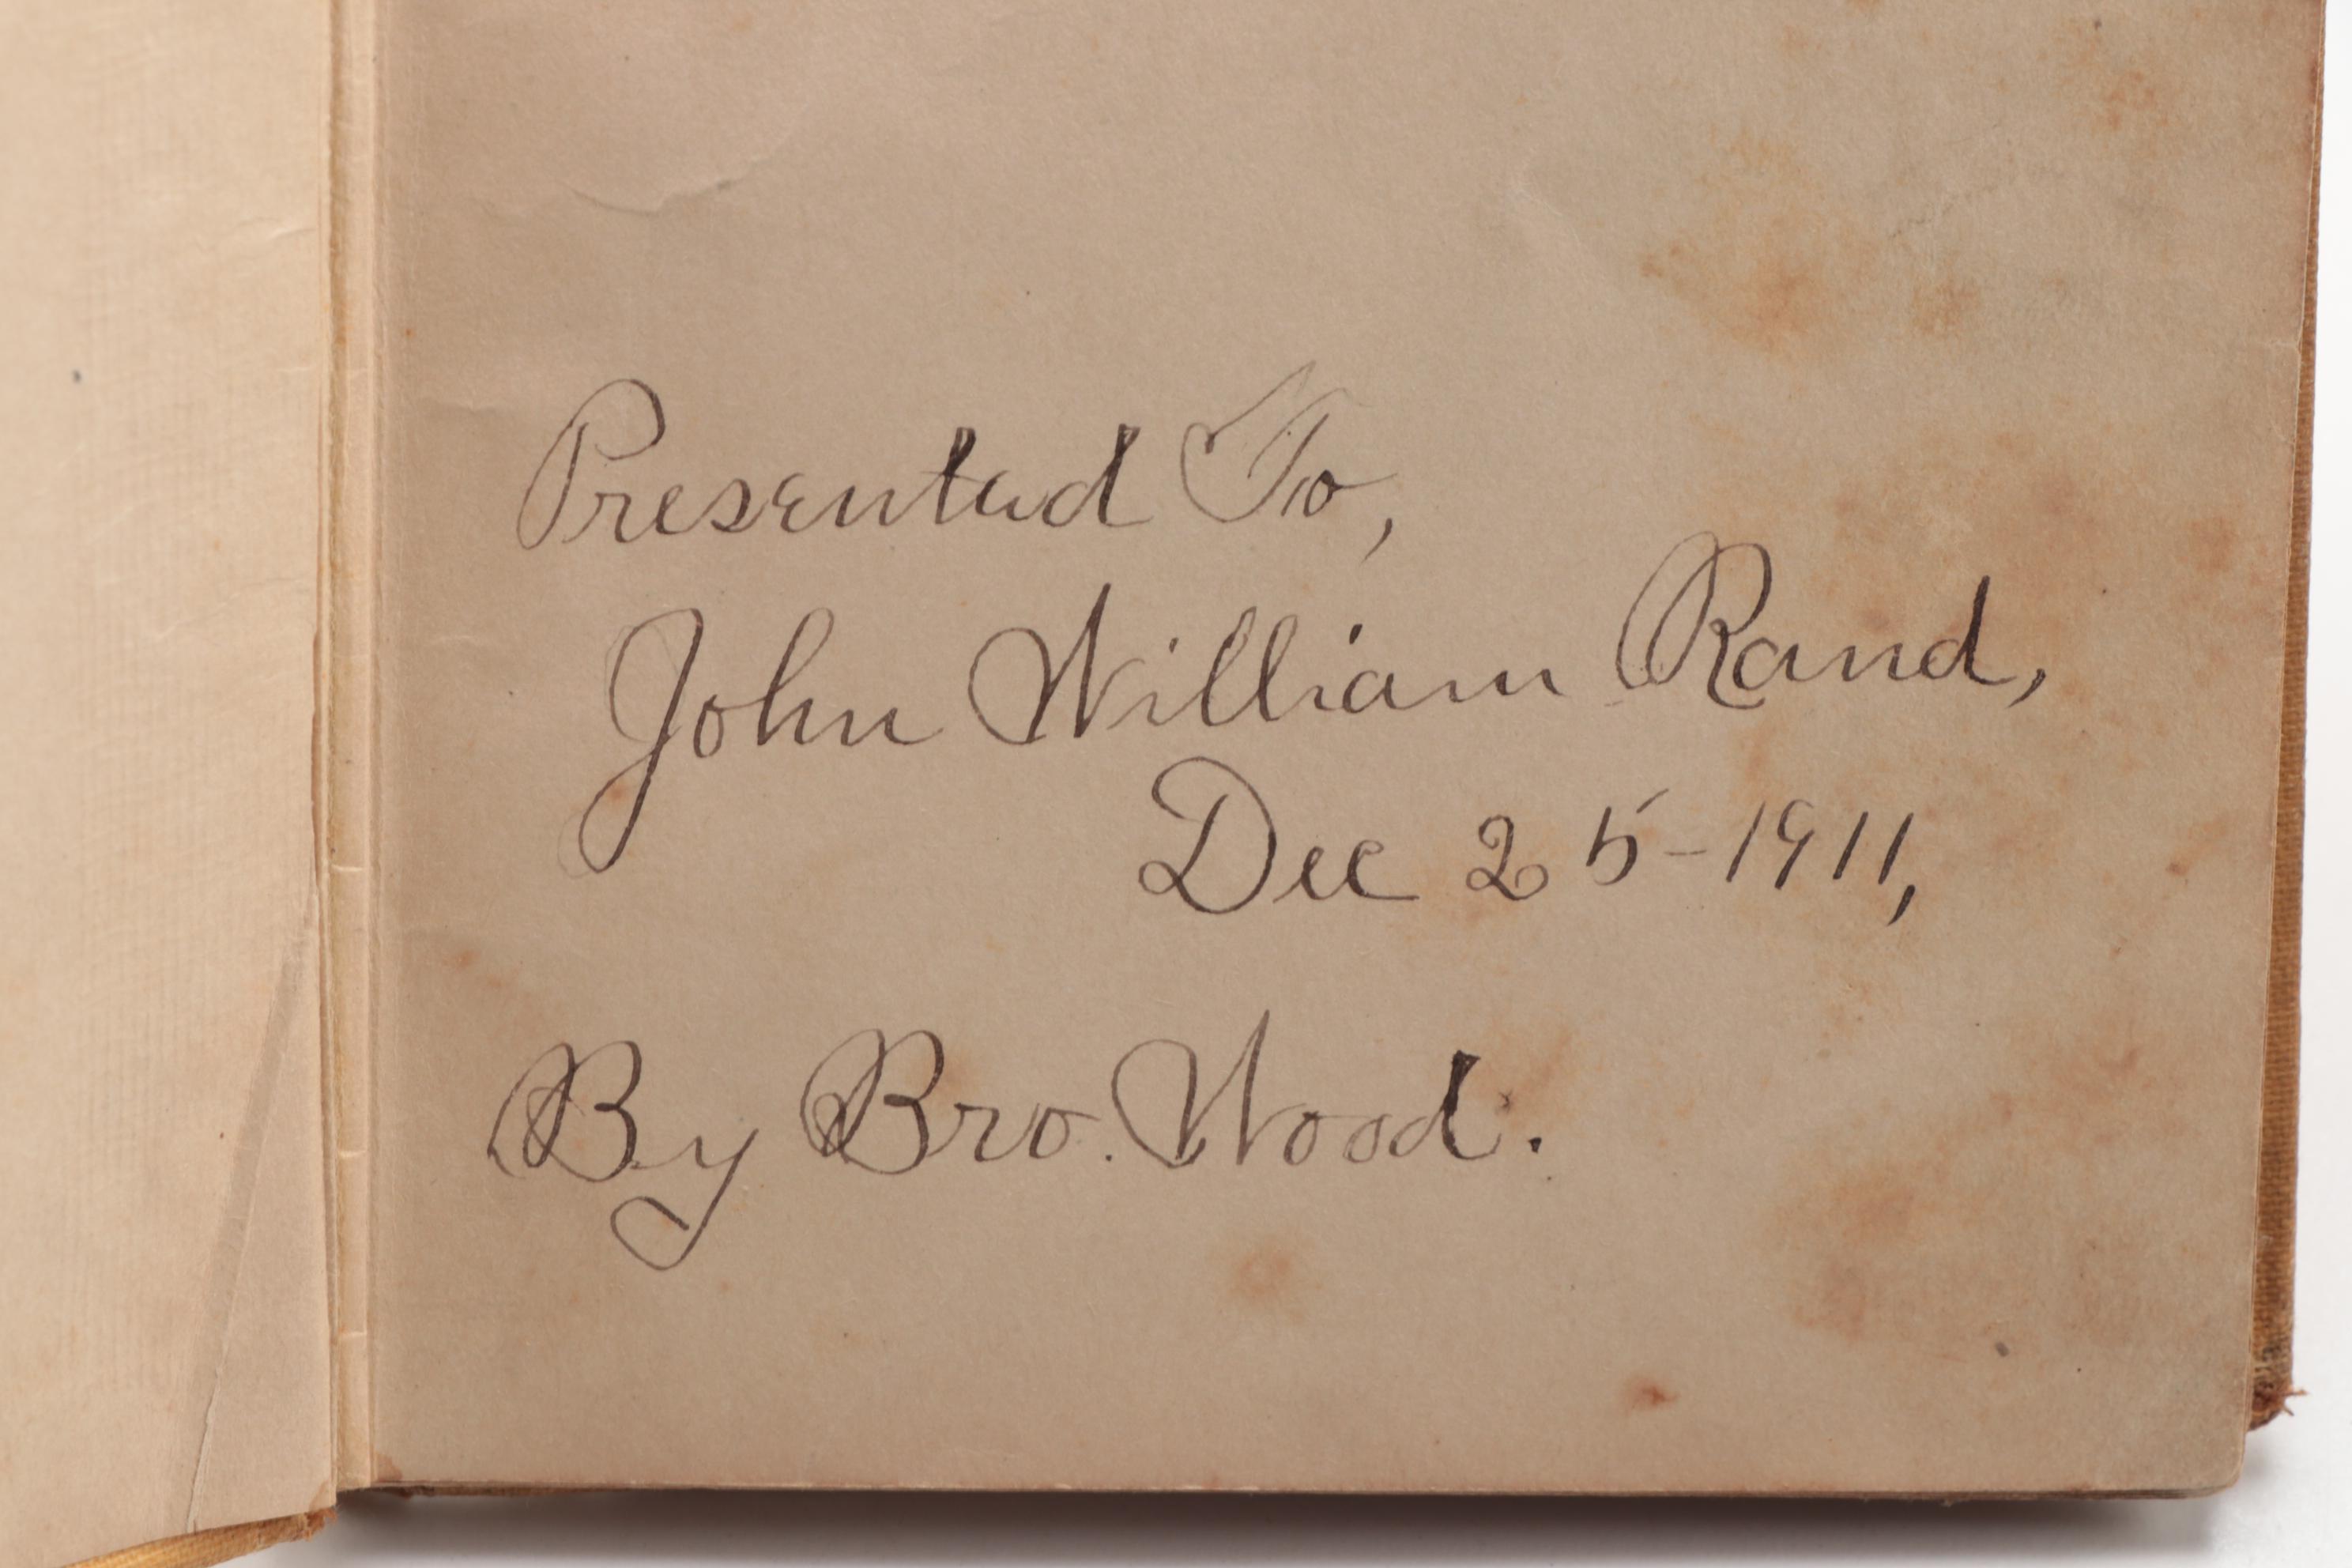 Presented To,
John William Rand,
Dec 25-1911,
By Bro. Wood.